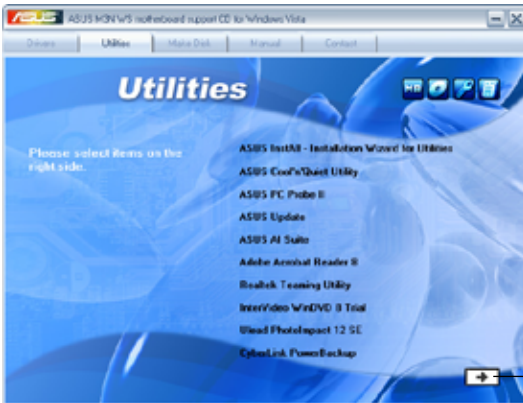 ASUS
ASUS M3N WS motherboard support CD for Windows Vista
Drivers Utilities Make Disk Manual Contact
Utilities
Please select items on the
right side.
ASUS InstAll - Installation Wizard for Utilities
ASUS Cool'n'Quiet Utility
ASUS PC Probe II
ASUS Update
ASUS AI Suite
Adobe Acrobat Reader 8
Realtek Teaming Utility
InterVideo WinDVD 8 Trial
Ulead PhotoImpact 12 SE
CyberLink PowerBackup